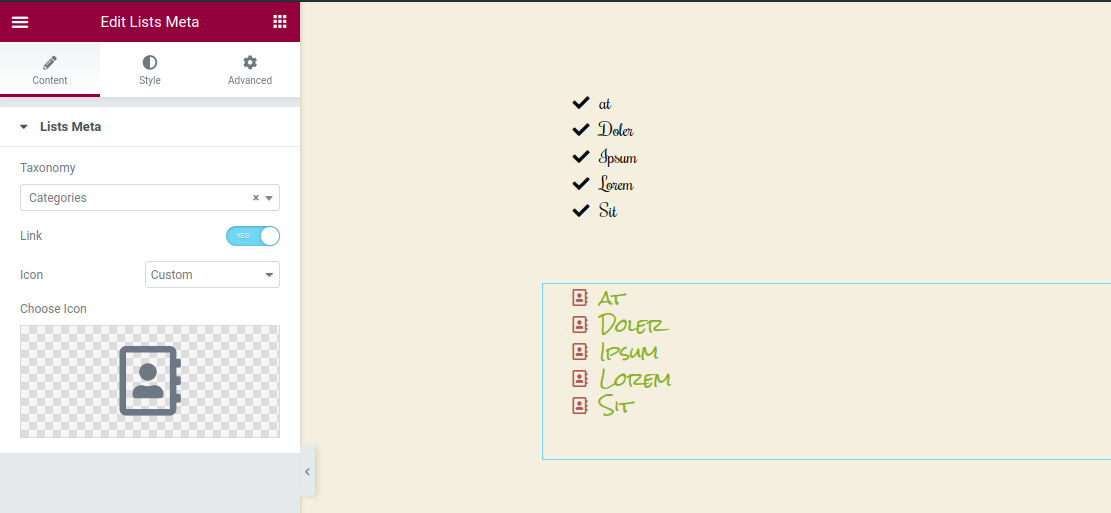 Edit Lists Meta
Content Style Advanced
Lists Meta
Taxonomy
Categories ×
Link YES
Icon Custom
Choose Icon
at
Doler
Ipsum
Lorem
Sit
at
Doler
Ipsum
Lorem
Sit